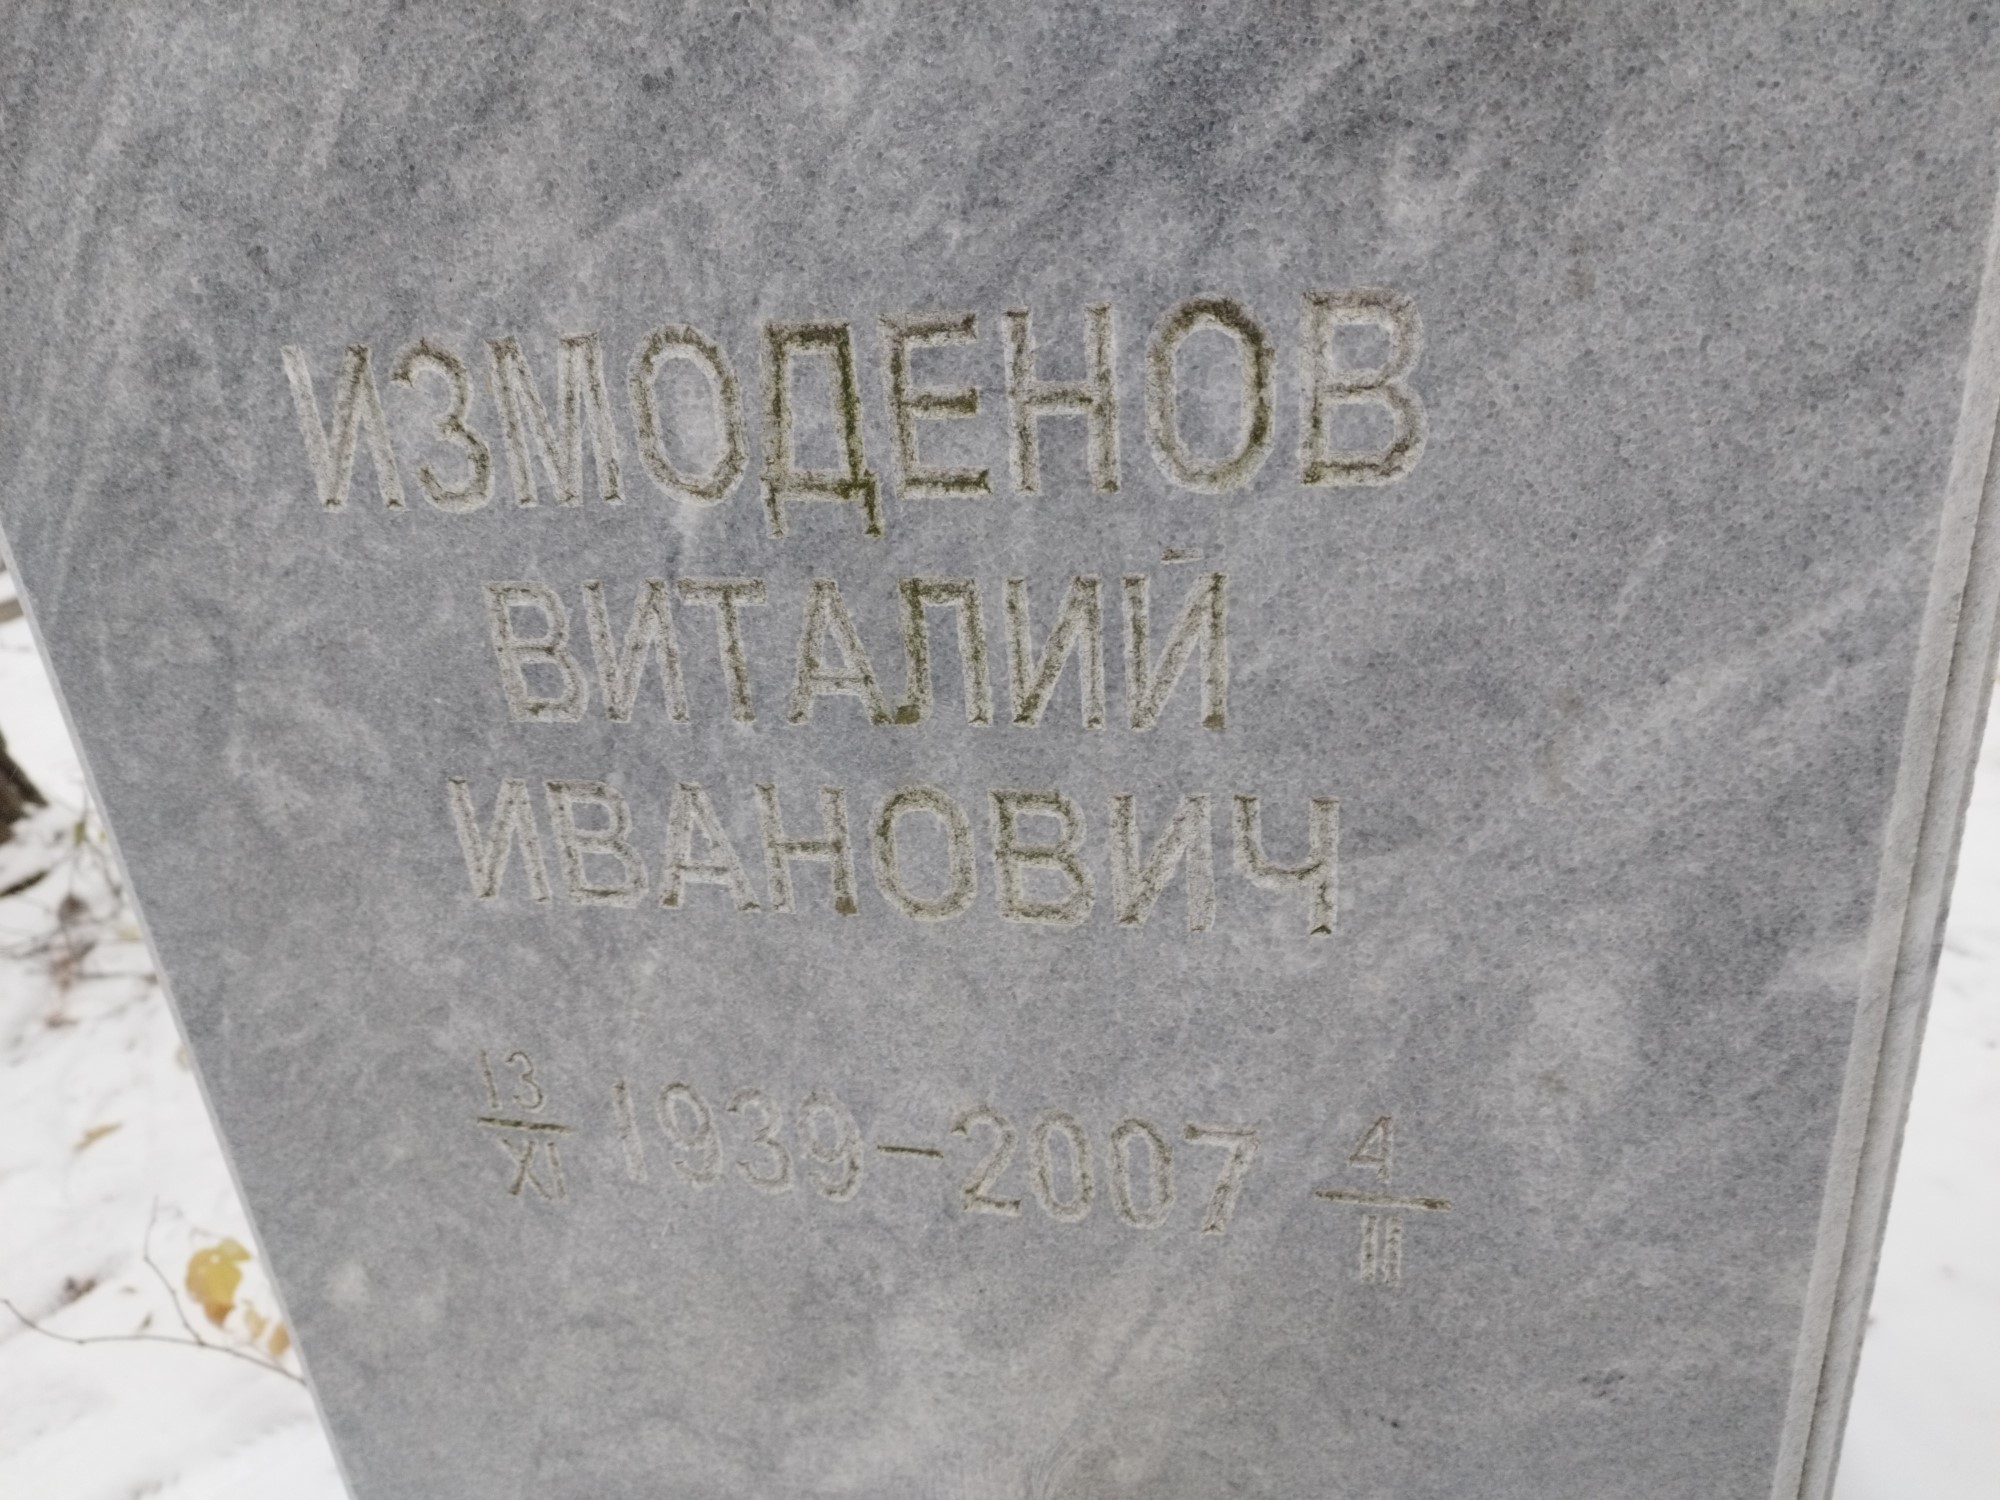 ИЗМОДЕНОВ
ВИТАЛИЙ
ИВАНОВИЧ
13/XI 1939-2007 4/III